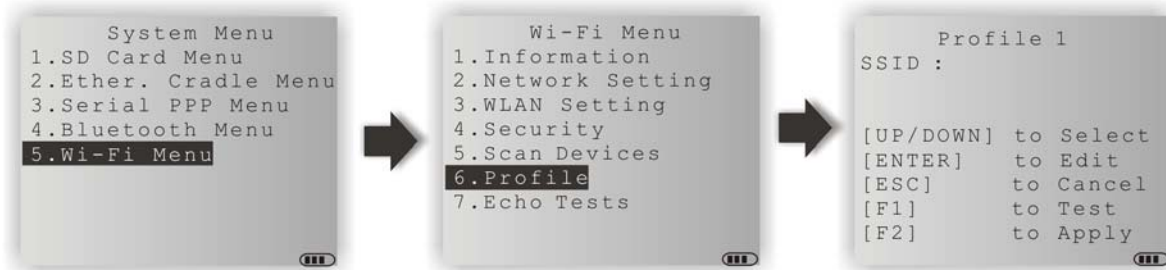 System Menu
1.SD Card Menu
2.Ether. Cradle Menu
3.Serial PPP Menu
4.Bluetooth Menu
5.Wi-Fi Menu
Wi-Fi Menu
1.Information
2.Network Setting
3.WLAN Setting
4.Security
5.Scan Devices
6.Profile
7.Echo Tests
Profile 1
SSID :
[UP/DOWN] to Select
[ENTER] to Edit
[ESC] to Cancel
[F1] to Test
[F2] to Apply